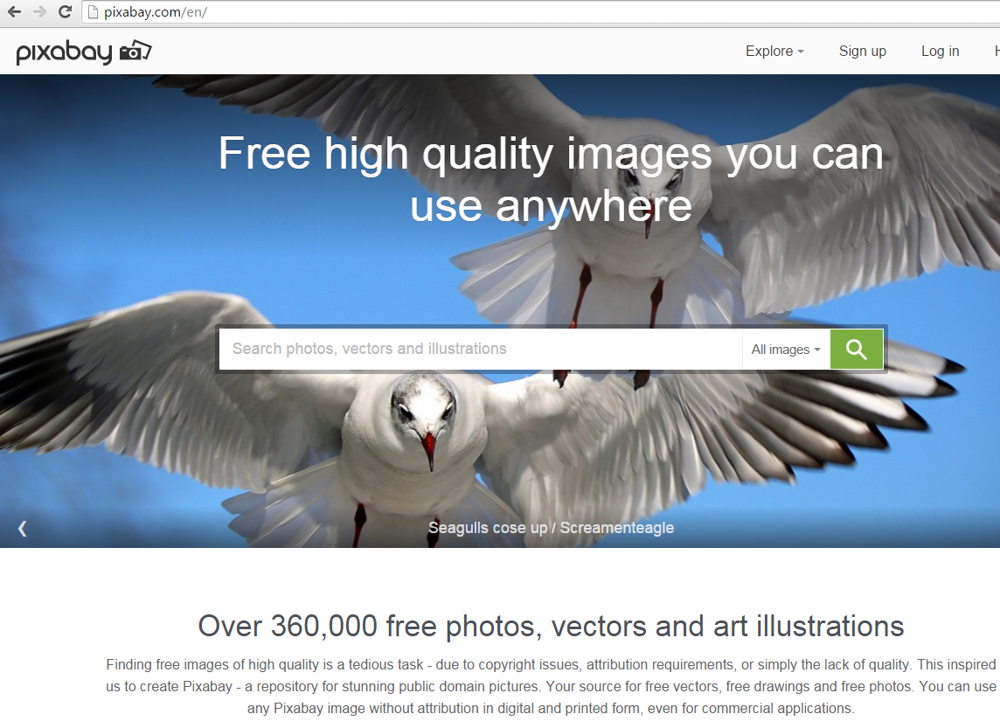 pixabay.com/en/
pixabay
Explore
Sign up
Log in
H
Free high quality images you can
use anywhere
Search photos, vectors and illustrations
All images
Seagulls cose up / Screamenteagle
Over 360,000 free photos, vectors and art illustrations
Finding free images of high quality is a tedious task - due to copyright issues, attribution requirements, or simply the lack of quality. This inspired
us to create Pixabay - a repository for stunning public domain pictures. Your source for free vectors, free drawings and free photos. You can use
any Pixabay image without attribution in digital and printed form, even for commercial applications.